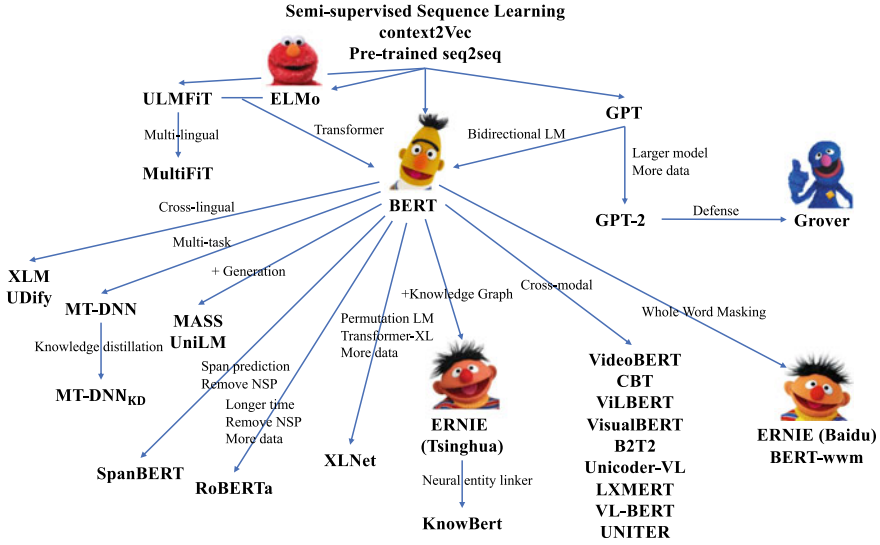 Semi-supervised Sequence Learning
context2Vec
Pre-trained seq2seq
ULMFiT
ELMo
GPT
Multi-lingual
Transformer
Bidirectional LM
Larger model
More data
MultiFiT
BERT
GPT-2
Defense
Grover
Cross-lingual
Multi-task
+ Generation
+Knowledge Graph
Cross-modal
Whole Word Masking
XLM
UDify
MT-DNN
MASS
UniLM
Permutation LM
Transformer-XL
More data
Knowledge distillation
MT-DNNKD
Span prediction
Remove NSP
Longer time
Remove NSP
More data
SpanBERT
RoBERTa
XLNet
ERNIE
(Tsinghua)
Neural entity linker
KnowBert
VideoBERT
CBT
ViLBERT
VisualBERT
B2T2
Unicoder-VL
LXMERT
VL-BERT
UNITER
ERNIE (Baidu)
BERT-wwm